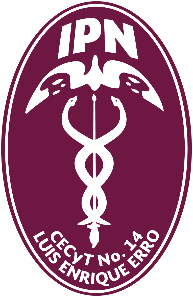 IPN
CECyT No. 14
LUIS ENRIQUE ERRO